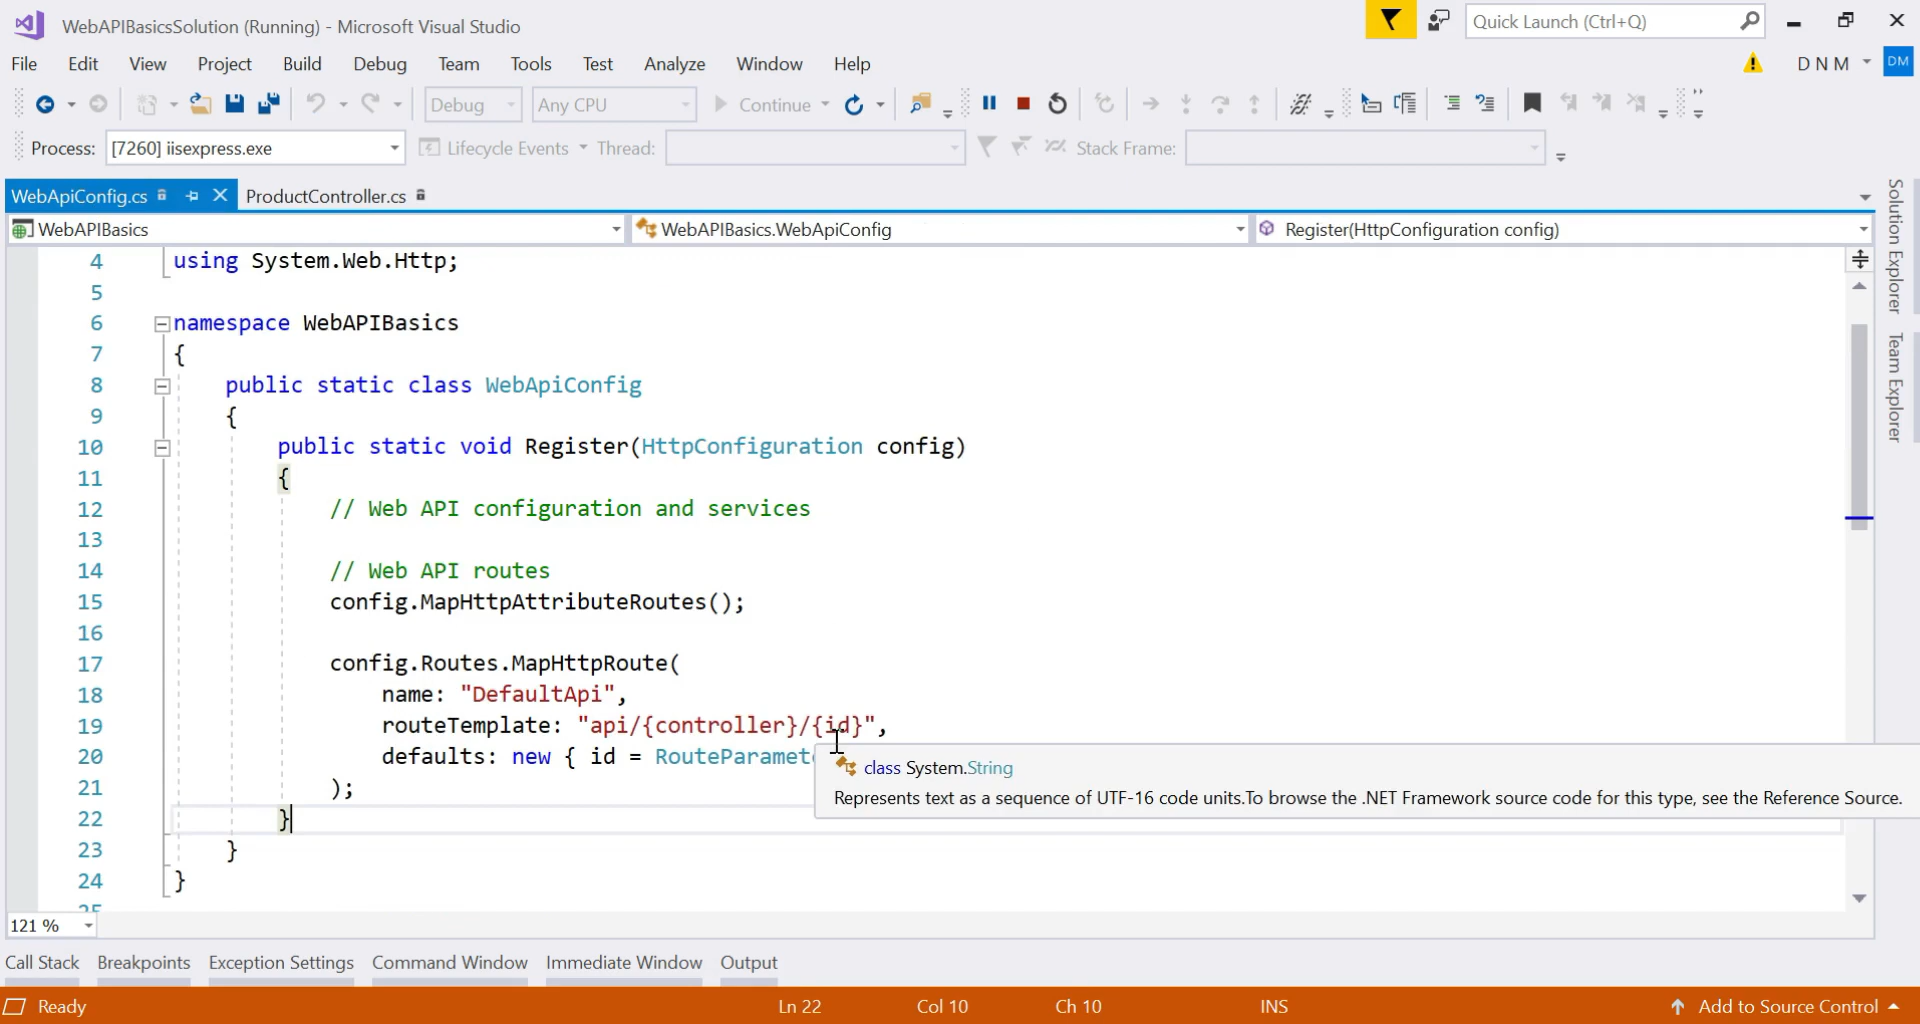 WebAPIBasicsSolution (Running) - Microsoft Visual Studio
Quick Launch (Ctrl+Q)
File Edit View Project Build Debug Team Tools Test Analyze Window Help
D N M DM
Debug Any CPU Continue
Process: [7260] iisexpress.exe Lifecycle Events Thread: Stack Frame:
WebApiConfig.cs ProductController.cs
WebAPIBasics WebAPIBasics.WebApiConfig Register(HttpConfiguration config)
Solution Explorer
Team Explorer
4 using System.Web.Http;
5
6 namespace WebAPIBasics
7 {
8 public static class WebApiConfig
9 {
10 public static void Register(HttpConfiguration config)
11 {
12 // Web API configuration and services
13
14 // Web API routes
15 config.MapHttpAttributeRoutes();
16
17 config.Routes.MapHttpRoute(
18 name: "DefaultApi",
19 routeTemplate: "api/{controller}/{id}",
20 defaults: new { id = RouteParamet
class System.String
21 );
Represents text as a sequence of UTF-16 code units.To browse the .NET Framework source code for this type, see the Reference Source.
22 }
23 }
24 }
25
121 %
Call Stack Breakpoints Exception Settings Command Window Immediate Window Output
Ready Ln 22 Col 10 Ch 10 INS Add to Source Control